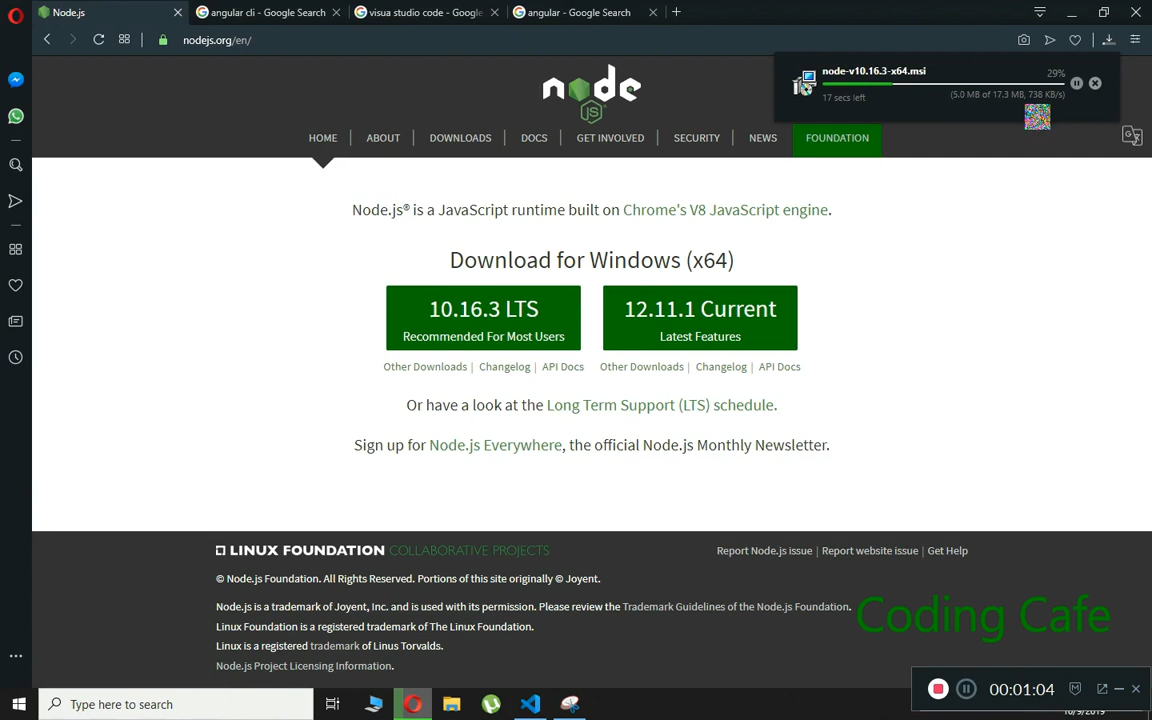 Node.js
angular cli - Google Search
visua studio code - Google
angular - Google Search
nodejs.org/en/
node-v10.16.3-x64.msi
29%
17 secs left
(5.0 MB of 17.3 MB, 738 KB/s)
node
JS
HOME
ABOUT
DOWNLOADS
DOCS
GET INVOLVED
SECURITY
NEWS
FOUNDATION
Node.js® is a JavaScript runtime built on Chrome's V8 JavaScript engine.
Download for Windows (x64)
10.16.3 LTS
Recommended For Most Users
12.11.1 Current
Latest Features
Other Downloads | Changelog | API Docs
Other Downloads | Changelog | API Docs
Or have a look at the Long Term Support (LTS) schedule.
Sign up for Node.js Everywhere, the official Node.js Monthly Newsletter.
LINUX FOUNDATION COLLABORATIVE PROJECTS
Report Node.js issue | Report website issue | Get Help
© Node.js Foundation. All Rights Reserved. Portions of this site originally © Joyent.
Node.js is a trademark of Joyent, Inc. and is used with its permission. Please review the Trademark Guidelines of the Node.js Foundation.
Linux Foundation is a registered trademark of The Linux Foundation.
Linux is a registered trademark of Linus Torvalds.
Node.js Project Licensing Information.
Coding Cafe
00:01:04
Type here to search
10/9/2019